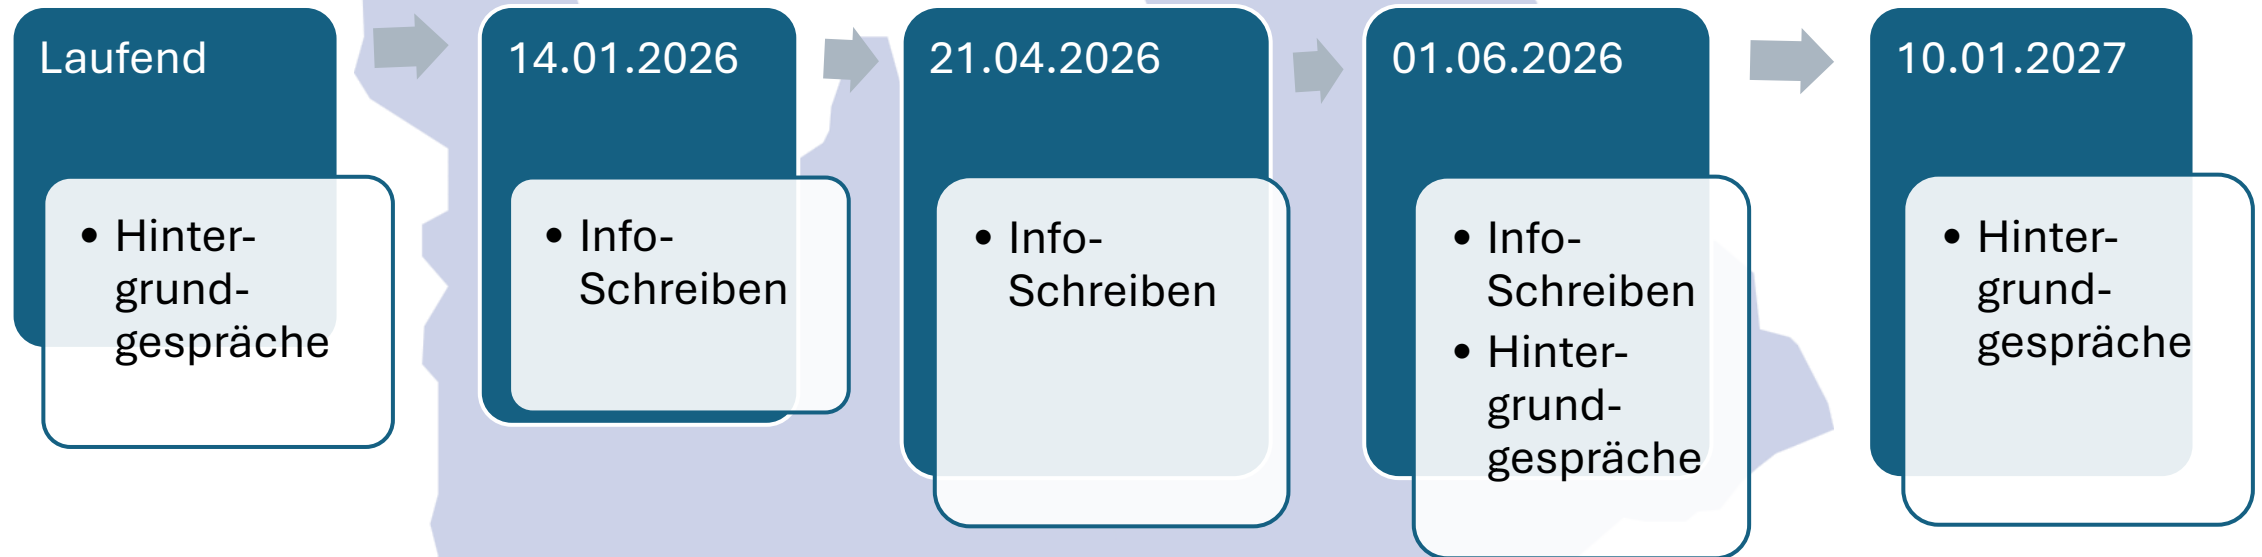 Laufend
• Hinter-
grund-
gespräche
14.01.2026
• Info-
Schreiben
21.04.2026
• Info-
Schreiben
01.06.2026
• Info-
Schreiben
• Hinter-
grund-
gespräche
10.01.2027
• Hinter-
grund-
gespräche